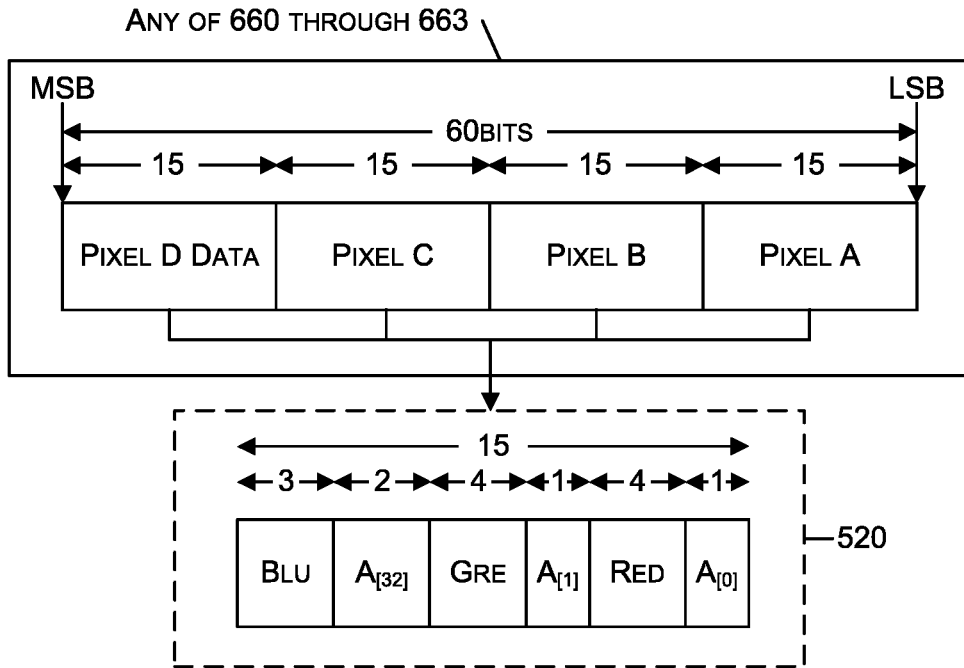 ANY OF 660 THROUGH 663
MSB
LSB
60BITS
15 15 15 15
PIXEL D DATA PIXEL C PIXEL B PIXEL A
15
3 2 4 1 4 1
BLU A[32] GRE A[1] RED A[0]
520